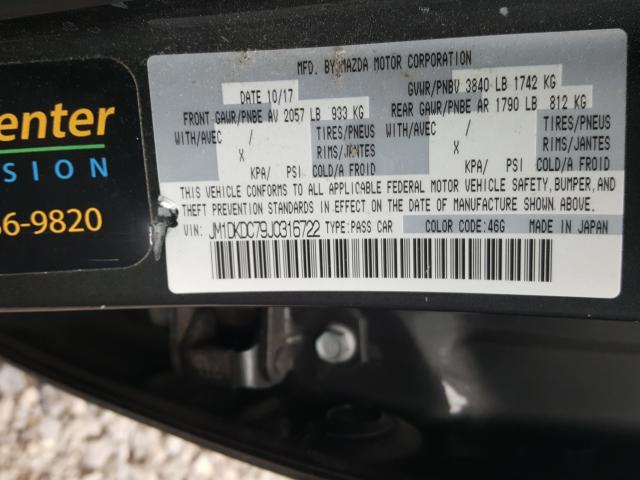 enter
SION
6-9820
MFD. BY MAZDA MOTOR CORPORATION
DATE 10/17 GVWR/PNBV 3840 LB 1742 KG
FRONT GAWR/PNBE AV 2057 LB 933 KG REAR GAWR/PNBE AR 1790 LB 812 KG
WITH/AVEC / TIRES/PNEUS WITH/AVEC / TIRES/PNEUS
X RIMS/JANTES X RIMS/JANTES
KPA/ PSI COLD/A FROID KPA/ PSI COLD/A FROID
THIS VEHICLE CONFORMS TO ALL APPLICABLE FEDERAL MOTOR VEHICLE SAFETY, BUMPER, AND
THEFT PREVENTION STANDARDS IN EFFECT ON THE DATE OF MANUFACTURE SHOWN ABOVE.
VIN: JM1DKDC79J0316722 TYPE: PASS CAR COLOR CODE: 46G MADE IN JAPAN